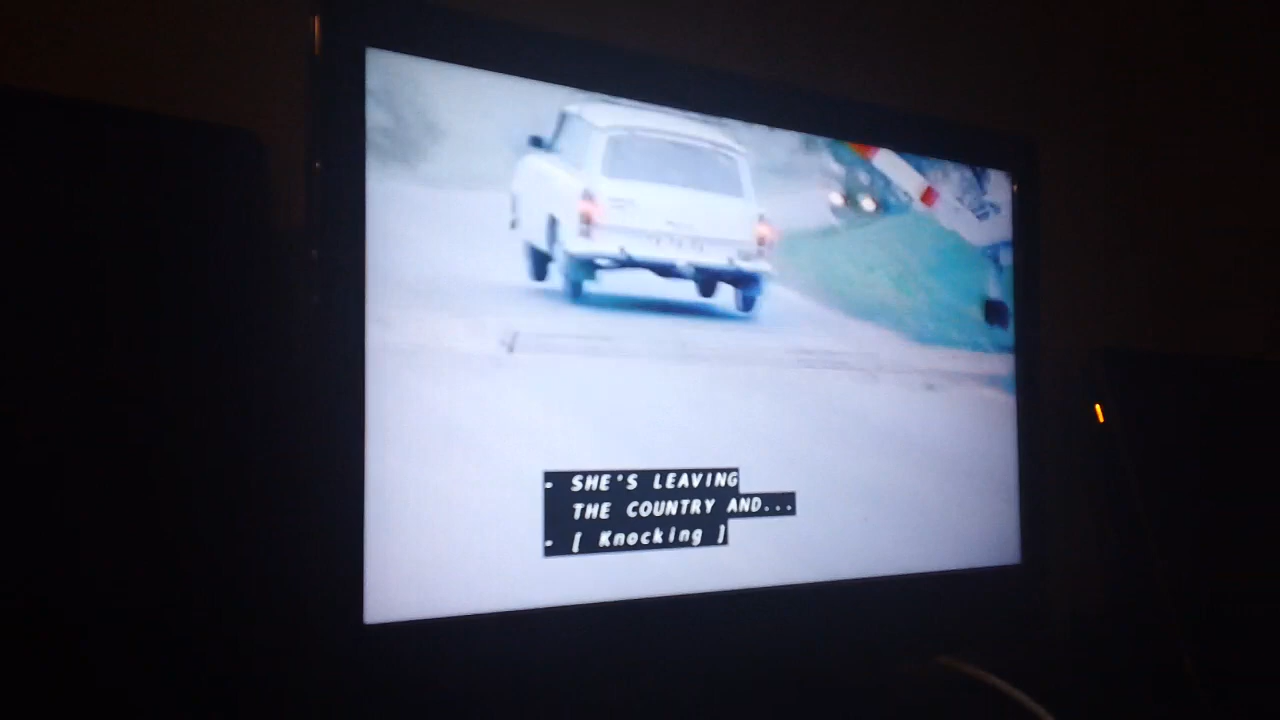 - SHE'S LEAVING
THE COUNTRY AND...
- [ Knocking ]